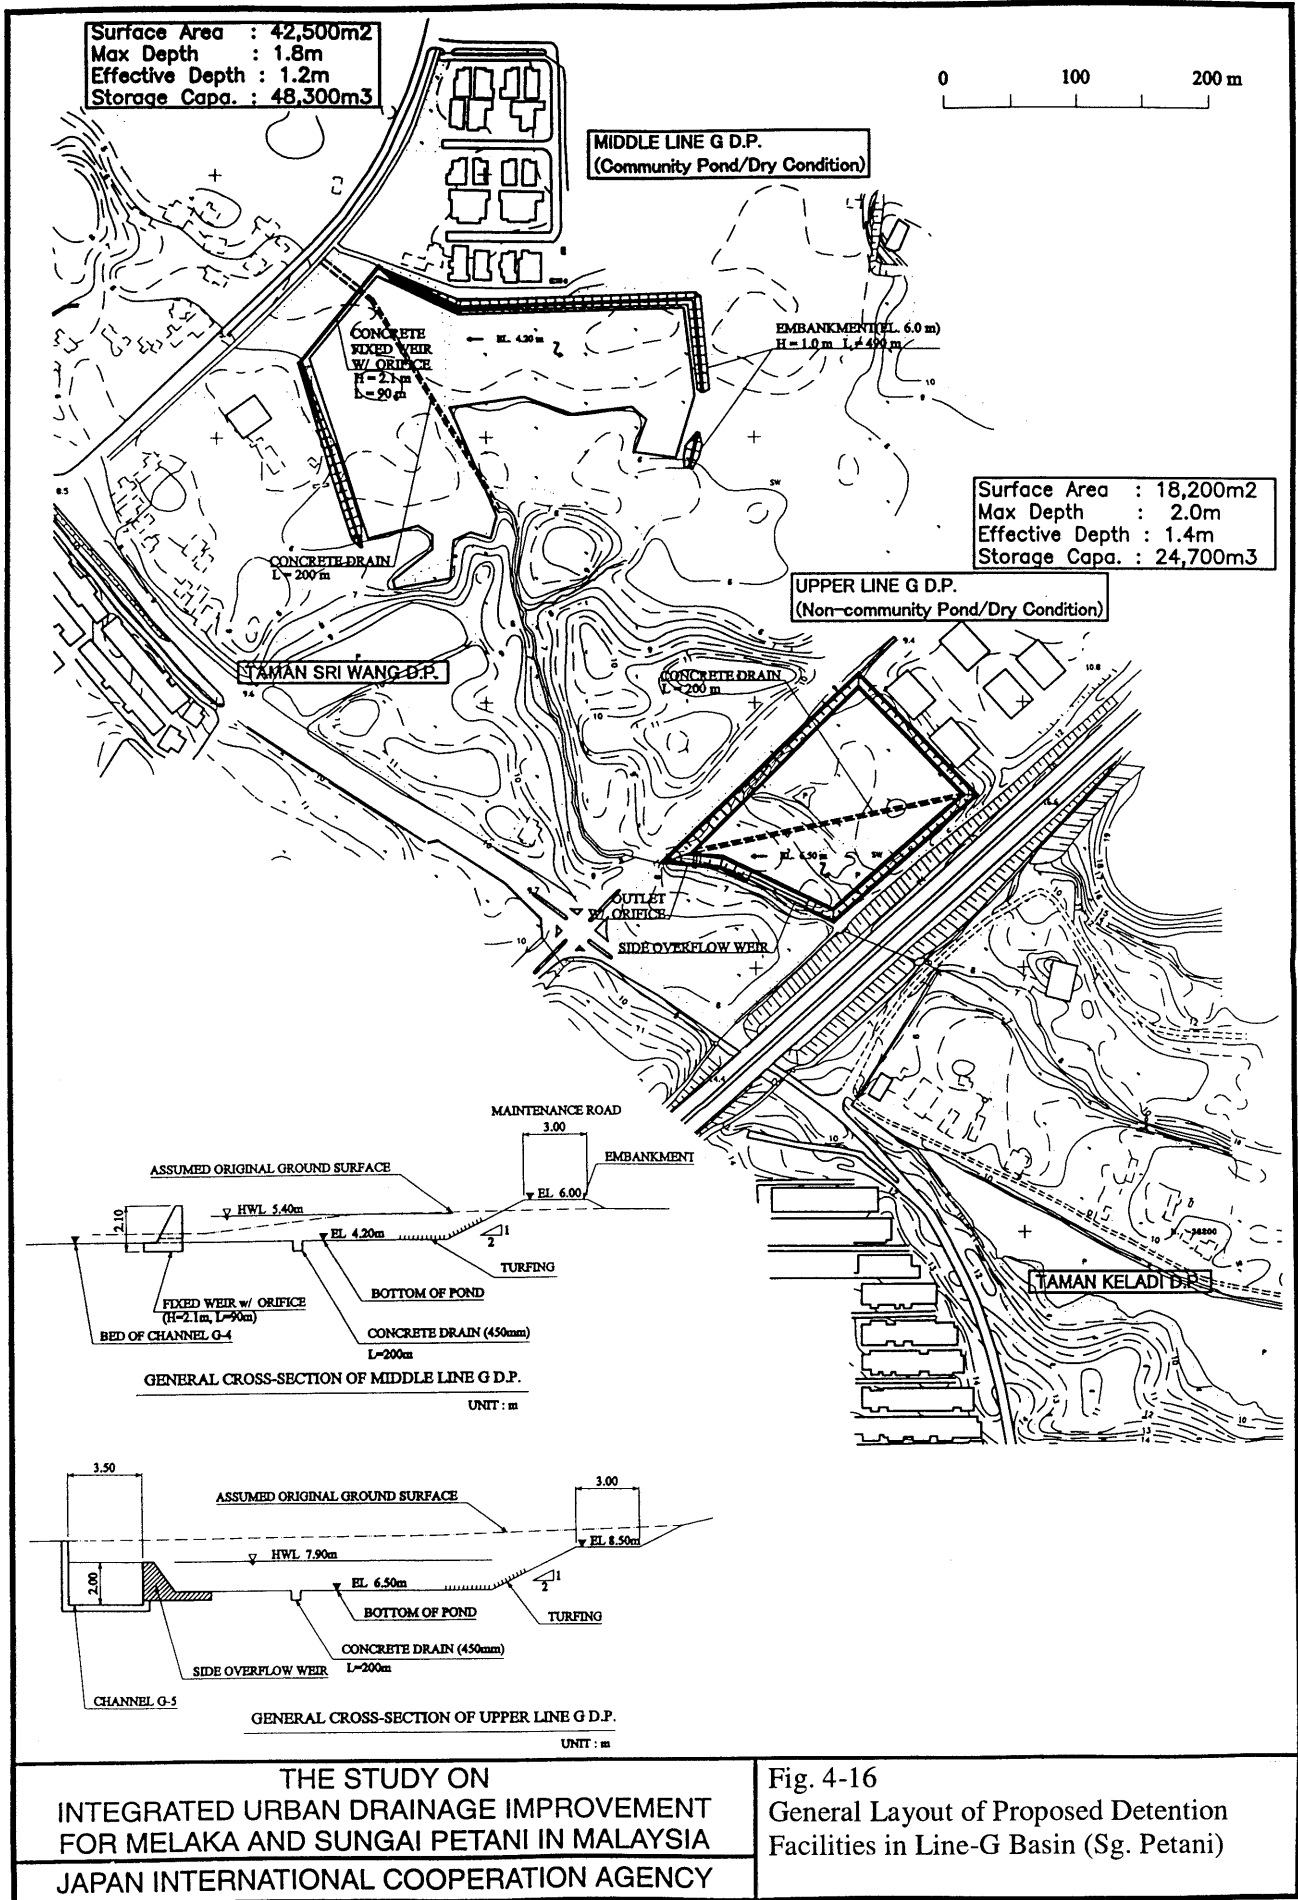 Surface Area : 42,500m2
Max Depth : 1.8m
Effective Depth : 1.2m
Storage Capa. : 48,300m3
0 100 200 m
MIDDLE LINE G D.P.
(Community Pond/Dry Condition)
CONCRETE
FIXED WEIR
W/ ORIFICE
H = 2.1 m
L = 90 m
EL. 4.20 m
EMBANKMENT(EL. 6.0 m)
H = 1.0 m L = 490 m
Surface Area : 18,200m2
Max Depth : 2.0m
Effective Depth : 1.4m
Storage Capa. : 24,700m3
CONCRETE DRAIN
L = 200 m
UPPER LINE G D.P.
(Non-community Pond/Dry Condition)
TAMAN SRI WANG D.P.
CONCRETE DRAIN
L = 200 m
EL. 6.50 m
OUTLET
W/ ORIFICE
SIDE OVERFLOW WEIR
TAMAN KELADI D.P.
MAINTENANCE ROAD
3.00
ASSUMED ORIGINAL GROUND SURFACE
EMBANKMENT
EL 6.00
HWL 5.40m
2.10
EL 4.20m
1
2
TURFING
FIXED WEIR w/ ORIFICE
(H=2.1m, L=90m)
BOTTOM OF POND
BED OF CHANNEL G-4
CONCRETE DRAIN (450mm)
L=200m
GENERAL CROSS-SECTION OF MIDDLE LINE G D.P.
UNIT : m
3.50
3.00
ASSUMED ORIGINAL GROUND SURFACE
EL 8.50m
HWL 7.90m
2.00
EL 6.50m
1
2
BOTTOM OF POND
TURFING
CONCRETE DRAIN (450mm)
L=200m
SIDE OVERFLOW WEIR
CHANNEL G-5
GENERAL CROSS-SECTION OF UPPER LINE G D.P.
UNIT : m
THE STUDY ON
INTEGRATED URBAN DRAINAGE IMPROVEMENT
FOR MELAKA AND SUNGAI PETANI IN MALAYSIA
JAPAN INTERNATIONAL COOPERATION AGENCY
Fig. 4-16
General Layout of Proposed Detention
Facilities in Line-G Basin (Sg. Petani)